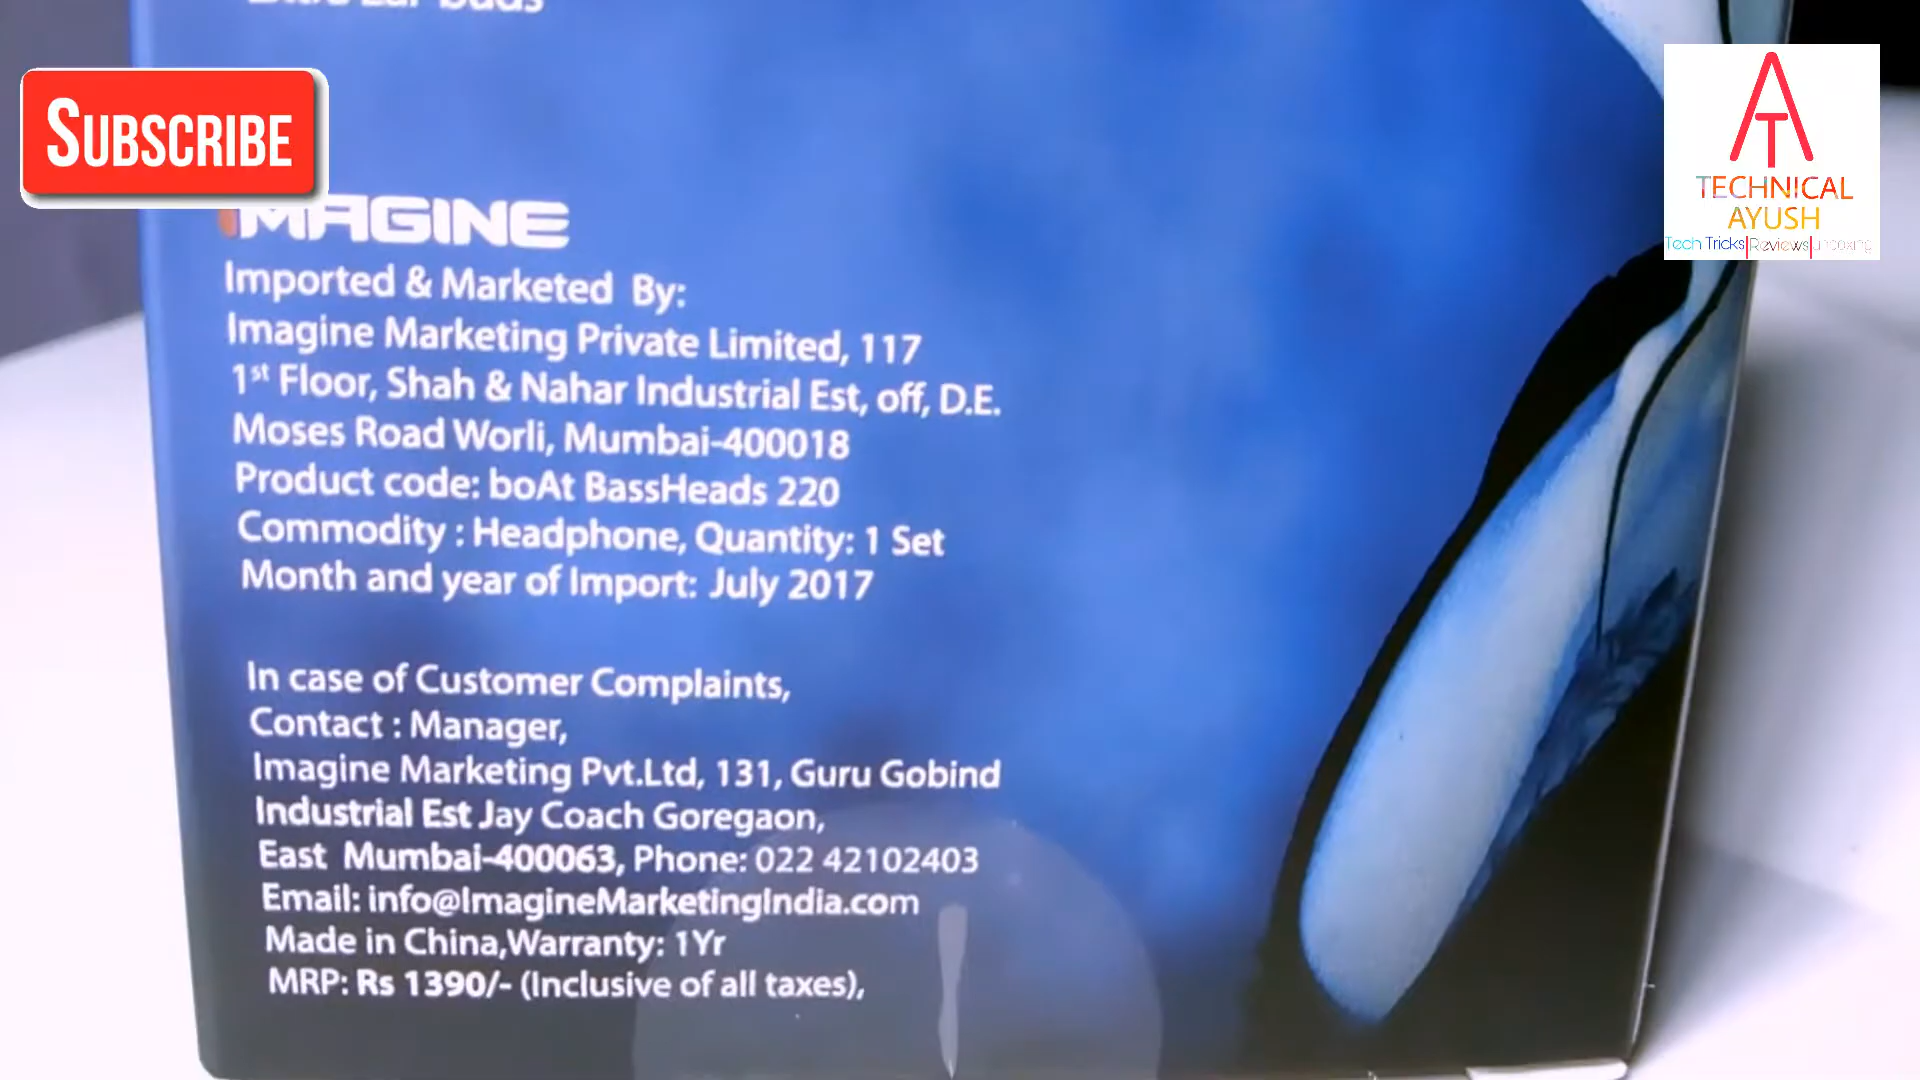 SUBSCRIBE
TECHNICAL
AYUSH
Tech Tricks|Reviews|unboxing
Ear buds
IMAGINE
Imported & Marketed By:
Imagine Marketing Private Limited, 117
1st Floor, Shah & Nahar Industrial Est, off, D.E.
Moses Road Worli, Mumbai-400018
Product code: boAt BassHeads 220
Commodity : Headphone, Quantity: 1 Set
Month and year of Import: July 2017
In case of Customer Complaints,
Contact : Manager,
Imagine Marketing Pvt.Ltd, 131, Guru Gobind
Industrial Est Jay Coach Goregaon,
East Mumbai-400063, Phone: 022 42102403
Email: info@ImagineMarketingIndia.com
Made in China,Warranty: 1Yr
MRP: Rs 1390/- (Inclusive of all taxes),